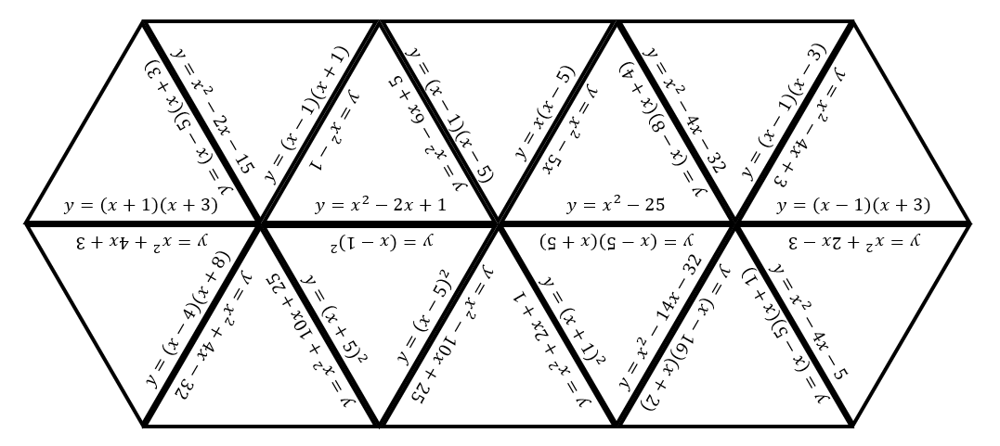 y = x² − 2x − 15
y = (x − 5)(x + 3)
y = (x − 1)(x + 1)
y = x² − 1
y = (x − 1)(x − 5)
y = x² − 6x + 5
y = x(x − 5)
y = x² − 5x
y = x² − 4x − 32
y = (x − 8)(x + 4)
y = (x − 1)(x − 3)
y = x² − 4x + 3
y = (x + 1)(x + 3)
y = x² − 2x + 1
y = x² − 25
y = (x − 1)(x + 3)
y = x² + 4x + 3
y = (x − 1)²
y = (x − 5)(x + 5)
y = x² + 2x − 3
y = (x − 4)(x + 8)
y = x² + 4x − 32
y = (x + 5)²
y = x² + 10x + 25
y = (x − 5)²
y = x² − 10x + 25
y = (x + 1)²
y = x² + 2x + 1
y = x² − 14x − 32
y = (x − 16)(x + 2)
y = x² − 4x − 5
y = (x − 5)(x + 1)